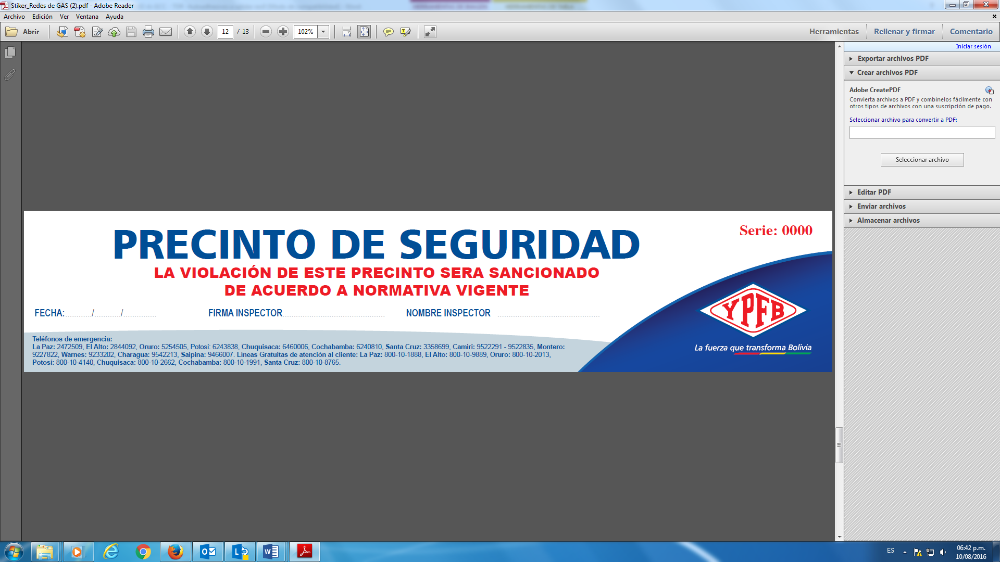 Stiker_Redes de GAS (2).pdf - Adobe Reader
Archivo Edición Ver Ventana Ayuda
Abrir 12 / 13 102% Herramientas Rellenar y firmar Comentario
Iniciar sesión
Exportar archivos PDF
Crear archivos PDF
Adobe CreatePDF
Convierta archivos a PDF y combínelos fácilmente con
otros tipos de archivos con una suscripción de pago.
Seleccionar archivo para convertir a PDF:
Seleccionar archivo
Editar PDF
Enviar archivos
Almacenar archivos
Serie: 0000
PRECINTO DE SEGURIDAD
LA VIOLACIÓN DE ESTE PRECINTO SERA SANCIONADO
DE ACUERDO A NORMATIVA VIGENTE
FECHA:............/............/............... FIRMA INSPECTOR................................................ NOMBRE INSPECTOR ................................................
YPFB
La fuerza que transforma Bolivia
Teléfonos de emergencia:
La Paz: 2472509, El Alto: 2844092, Oruro: 5254505, Potosí: 6243838, Chuquisaca: 6460006, Cochabamba: 6240810, Santa Cruz: 3358699, Camiri: 9522291 - 9522835, Montero:
9227822, Warnes: 9233202, Charagua: 9542213, Saipina: 9466007. Líneas Gratuitas de atención al cliente: La Paz: 800-10-1888, El Alto: 800-10-9889, Oruro: 800-10-2013,
Potosí: 800-10-4140, Chuquisaca: 800-10-2662, Cochabamba: 800-10-1991, Santa Cruz: 800-10-8765.
ES
06:42 p.m.
10/08/2016